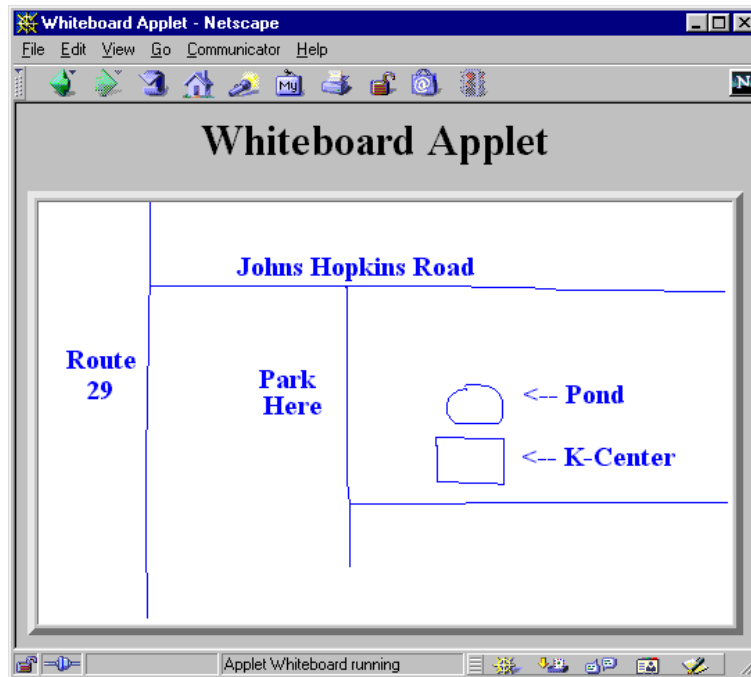 Whiteboard Applet - Netscape
File Edit View Go Communicator Help
My
N
Whiteboard Applet
Johns Hopkins Road
Route
29
Park
Here
<-- Pond
<-- K-Center
Applet Whiteboard running